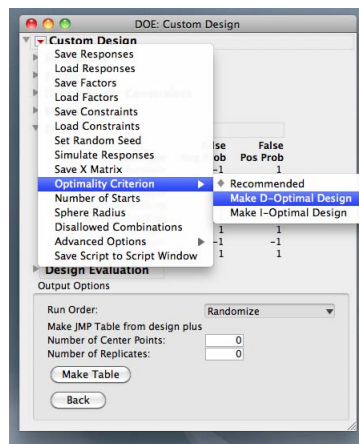 DOE: Custom Design
Custom Design
Save Responses
Load Responses
Save Factors
Load Factors
Save Constraints
Load Constraints
Set Random Seed
Simulate Responses
Save X Matrix
Optimality Criterion
Number of Starts
Sphere Radius
Disallowed Combinations
Advanced Options
Save Script to Script Window
Recommended
Make D-Optimal Design
Make I-Optimal Design
False
Pos Prob
-1 1
1 1
-1 -1
1 1
Design Evaluation
Output Options
Run Order: Randomize
Make JMP Table from design plus
Number of Center Points: 0
Number of Replicates: 0
Make Table
Back